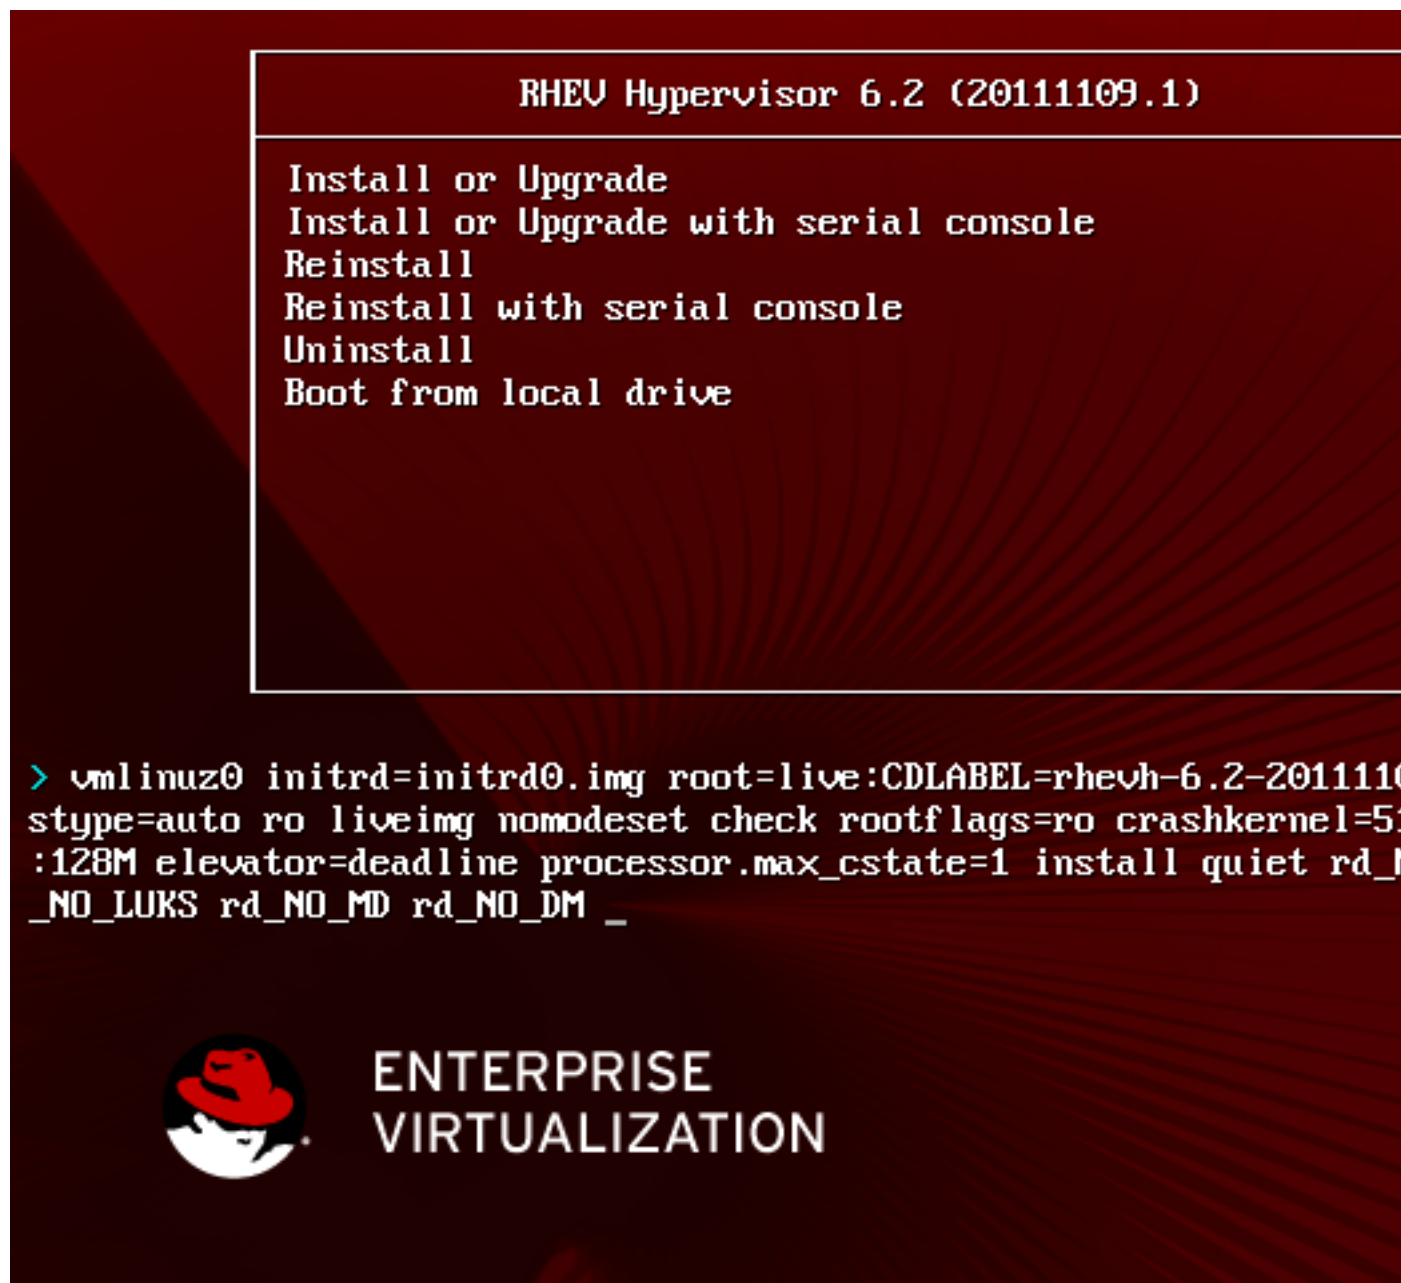 RHEV Hypervisor 6.2 (20111109.1)
Install or Upgrade
Install or Upgrade with serial console
Reinstall
Reinstall with serial console
Uninstall
Boot from local drive
> vmlinuz0 initrd=initrd0.img root=live:CDLABEL=rhevh-6.2-2011110
stype=auto ro liveimg nomodeset check rootflags=ro crashkernel=51
:128M elevator=deadline processor.max_cstate=1 install quiet rd_N
_NO_LUKS rd_NO_MD rd_NO_DM _
ENTERPRISE
VIRTUALIZATION